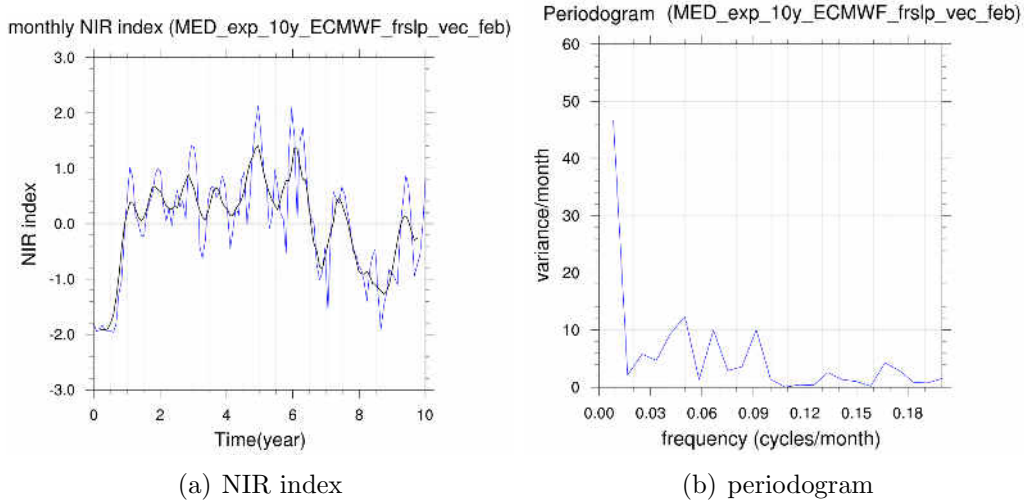 monthly NIR index (MED_exp_10y_ECMWF_frslp_vec_feb)
3.0
2.0
1.0
0.0
-1.0
-2.0
-3.0
NIR index
0 2 4 6 8 10
Time(year)
(a) NIR index
Periodogram (MED_exp_10y_ECMWF_frslp_vec_feb)
60
50
40
30
20
10
0
variance/month
0.00 0.03 0.06 0.09 0.12 0.15 0.18
frequency (cycles/month)
(b) periodogram